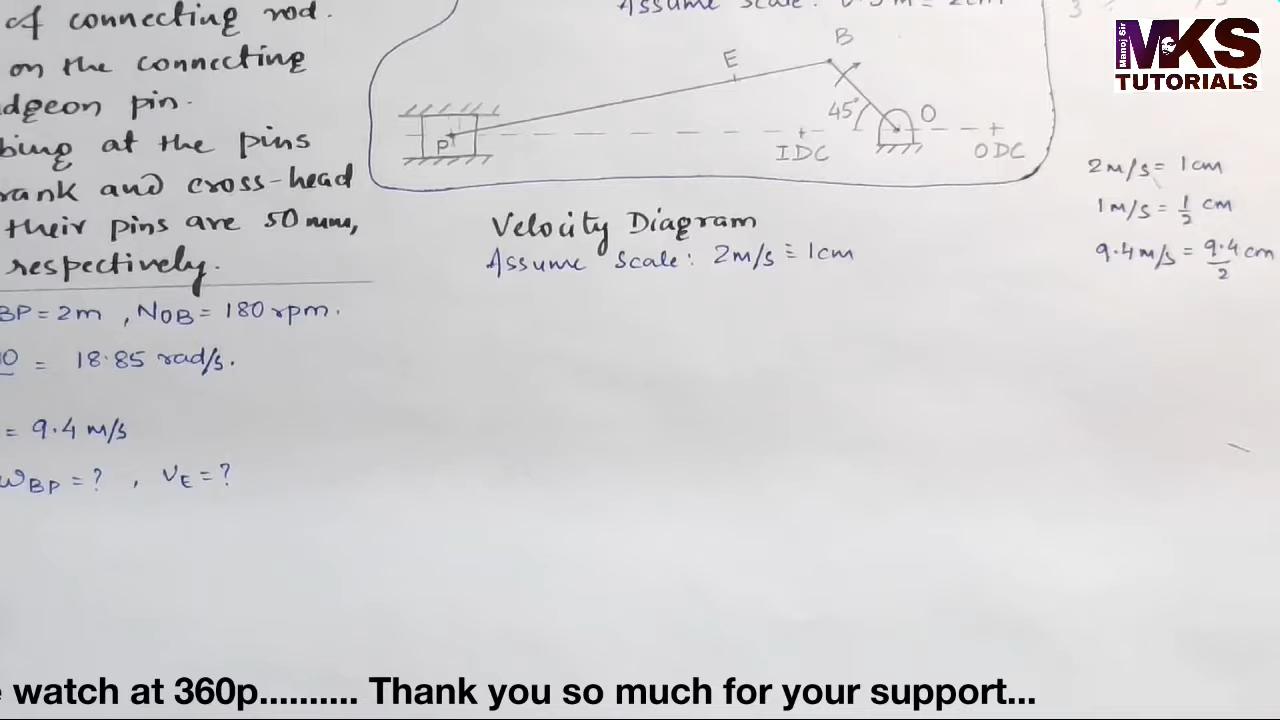 of connecting rod.
on the connecting
dgeon pin.
bing at the pins
rank and cross-head
their pins are 50 mm,
respectively.
BP = 2m , NOB = 180 rpm.
= 18.85 rad/s.
= 9.4 m/s
ωBP = ? , VE = ?
Assume scale:
E
B
45°
O
P
IDC
ODC
Velocity Diagram
Assume scale: 2m/s ≡ 1cm
2m/s = 1cm
1m/s = 1/2 cm
9.4m/s = 9.4/2 cm
Manoj Sir
MKS
TUTORIALS
watch at 360p.......... Thank you so much for your support...